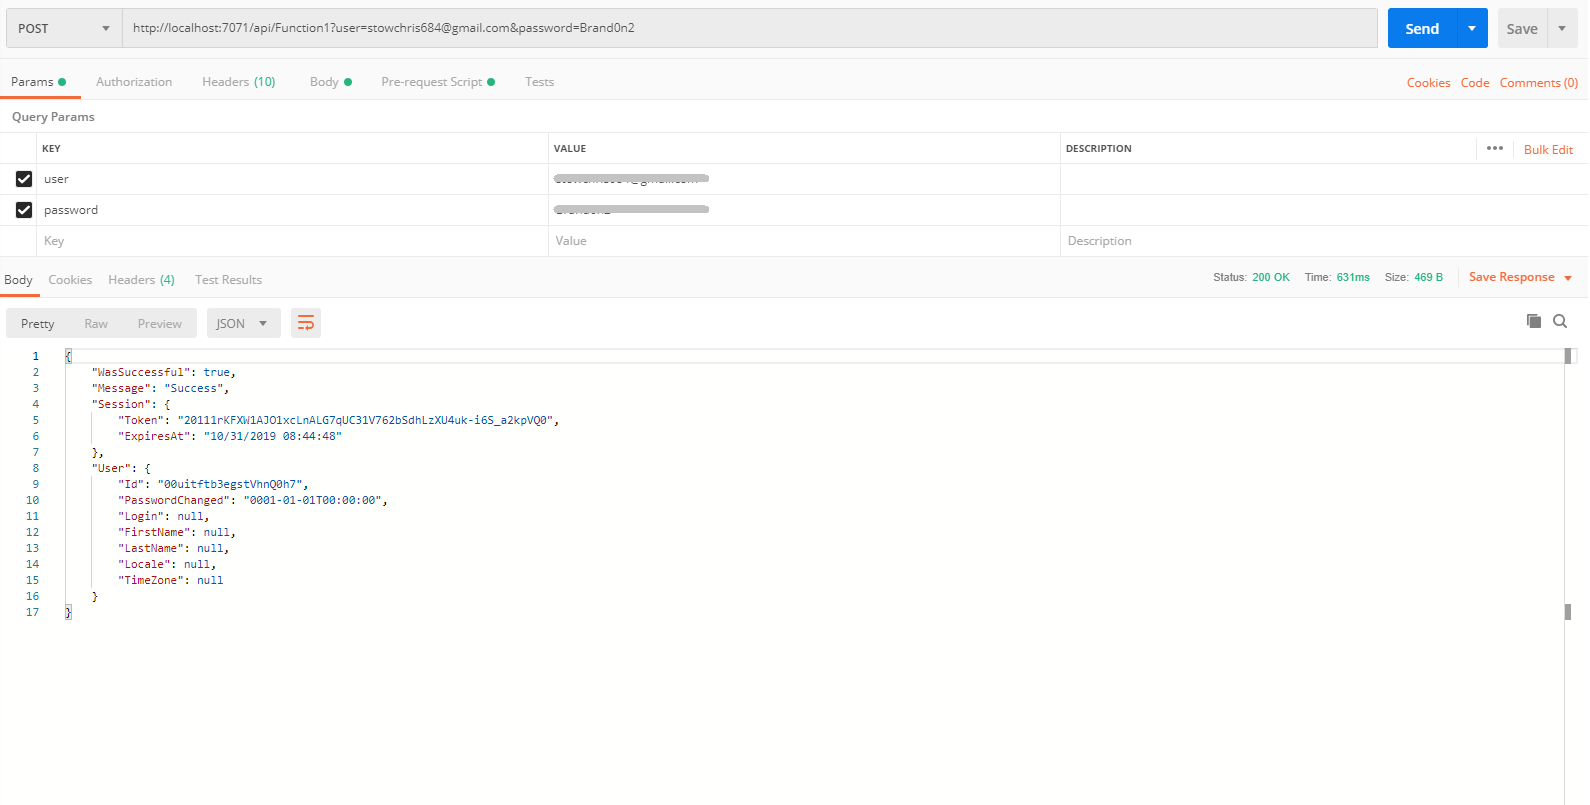 POST http://localhost:7071/api/Function1?user=stowchris684@gmail.com&password=Brand0n2 Send Save
Params Authorization Headers (10) Body Pre-request Script Tests Cookies Code Comments (0)
Query Params
KEY VALUE DESCRIPTION ••• Bulk Edit
user
password
Key Value Description
Body Cookies Headers (4) Test Results Status: 200 OK Time: 631ms Size: 469 B Save Response
Pretty Raw Preview JSON
1 {
2 "WasSuccessful": true,
3 "Message": "Success",
4 "Session": {
5 "Token": "20111rKFXW1AJO1xcLnALG7qUC31V762bSdhLzXU4uk-i6S_a2kpVQ0",
6 "ExpiresAt": "10/31/2019 08:44:48"
7 },
8 "User": {
9 "Id": "00uitftb3egstVhnQ0h7",
10 "PasswordChanged": "0001-01-01T00:00:00",
11 "Login": null,
12 "FirstName": null,
13 "LastName": null,
14 "Locale": null,
15 "TimeZone": null
16 }
17 }